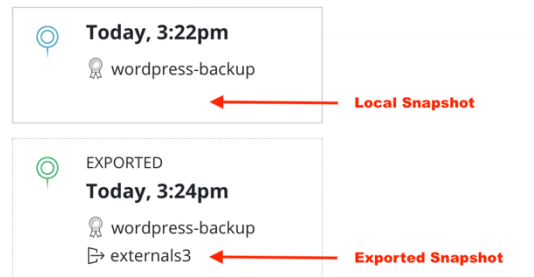 Today, 3:22pm
wordpress-backup
Local Snapshot
EXPORTED
Today, 3:24pm
wordpress-backup
externals3
Exported Snapshot